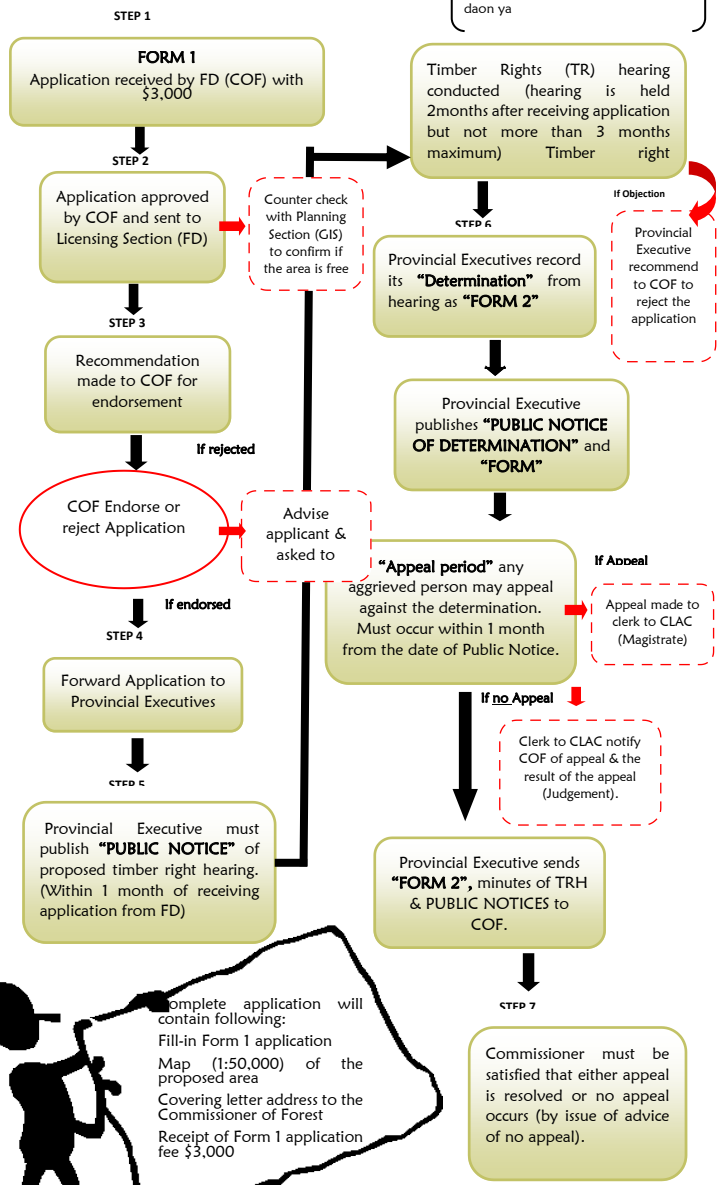 STEP 1
FORM 1
Application received by FD (COF) with
$3,000
STEP 2
Application approved
by COF and sent to
Licensing Section (FD)
Counter check
with Planning
Section (GIS)
to confirm if
the area is free
STEP 3
Recommendation
made to COF for
endorsement
If rejected
COF Endorse or
reject Application
Advise
applicant &
asked to
If endorsed
STEP 4
Forward Application to
Provincial Executives
STEP 5
Provincial Executive must
publish "PUBLIC NOTICE" of
proposed timber right hearing.
(Within 1 month of receiving
application from FD)
omplete application will
contain following:
Fill-in Form 1 application
Map (1:50,000) of the
proposed area
Covering letter address to the
Commissioner of Forest
Receipt of Form 1 application
fee $3,000
daon ya
Timber Rights (TR) hearing
conducted (hearing is held
2months after receiving application
but not more than 3 months
maximum) Timber right
If Objection
Provincial
Executive
recommend
to COF to
reject the
application
STEP 6
Provincial Executives record
its "Determination" from
hearing as "FORM 2"
Provincial Executive
publishes "PUBLIC NOTICE
OF DETERMINATION" and
"FORM"
"Appeal period" any
aggrieved person may appeal
against the determination.
Must occur within 1 month
from the date of Public Notice.
If Appeal
Appeal made to
clerk to CLAC
(Magistrate)
If no Appeal
Clerk to CLAC notify
COF of appeal & the
result of the appeal
(Judgement).
Provincial Executive sends
"FORM 2", minutes of TRH
& PUBLIC NOTICES to
COF.
STEP 7
Commissioner must be
satisfied that either appeal
is resolved or no appeal
occurs (by issue of advice
of no appeal).